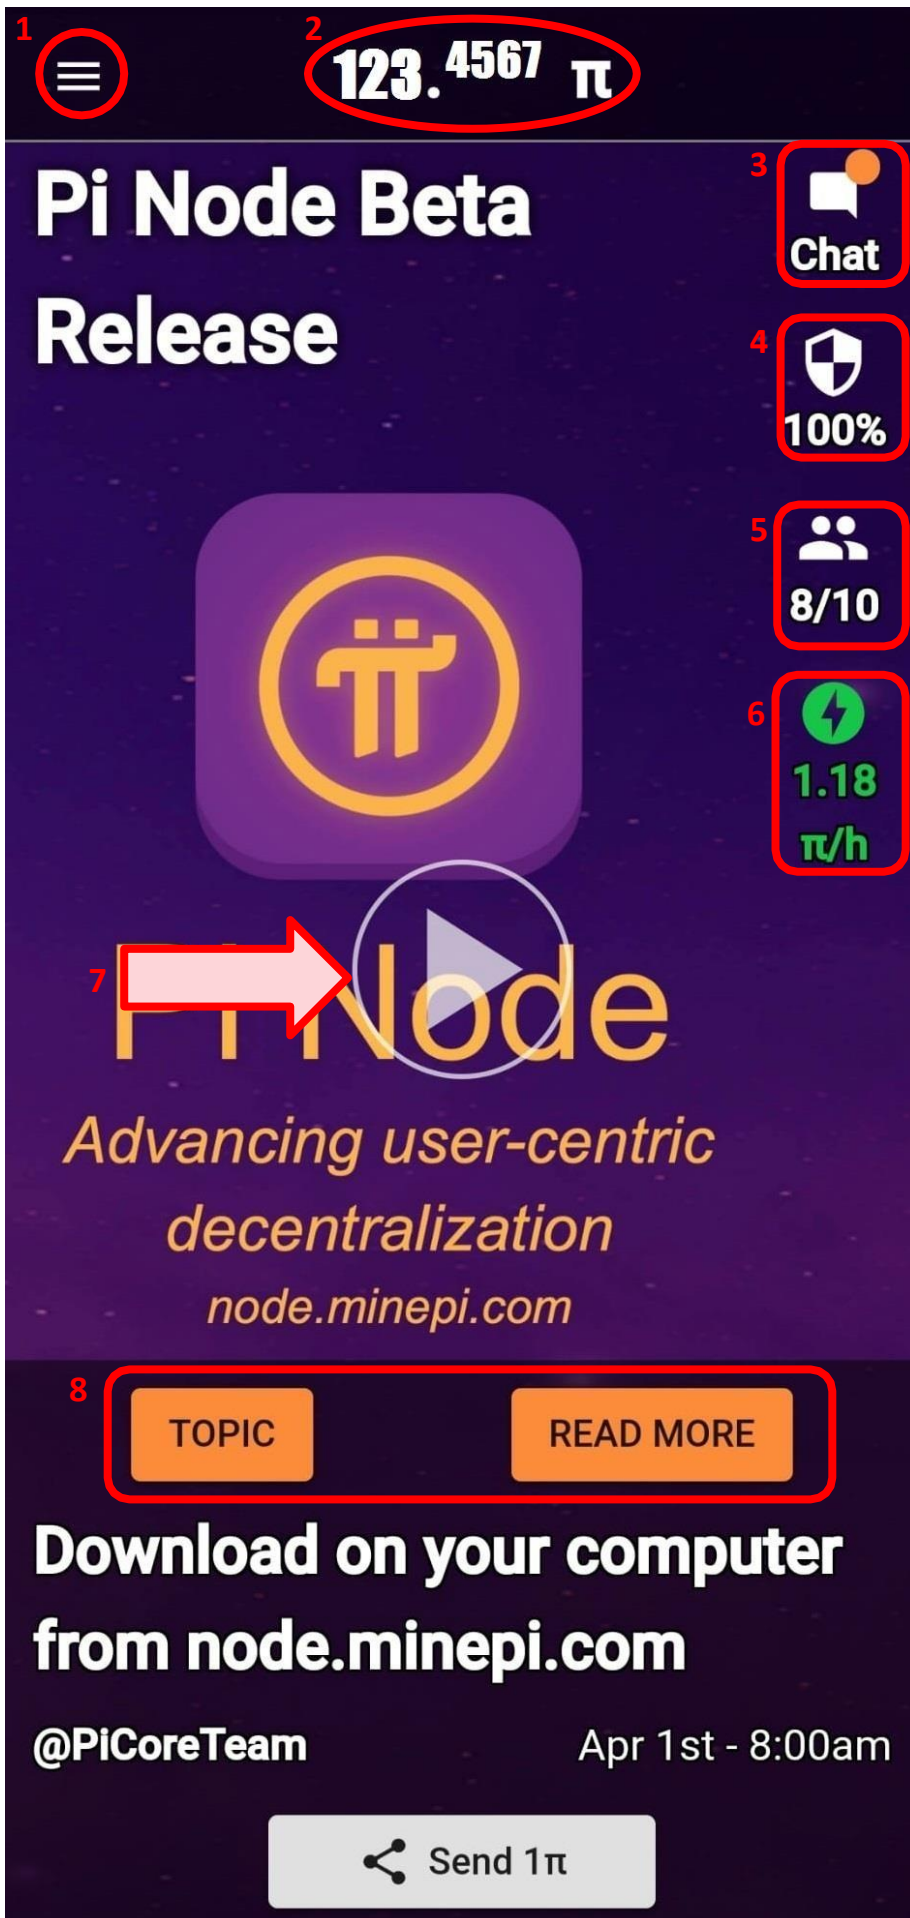 1
2
123.4567 π
Pi Node Beta
Release
3
Chat
4
100%
5
8/10
6
1.18
π/h
7
Pi Node
Advancing user-centric
decentralization
node.minepi.com
8
TOPIC
READ MORE
Download on your computer
from node.minepi.com
@PiCoreTeam
Apr 1st - 8:00am
Send 1π